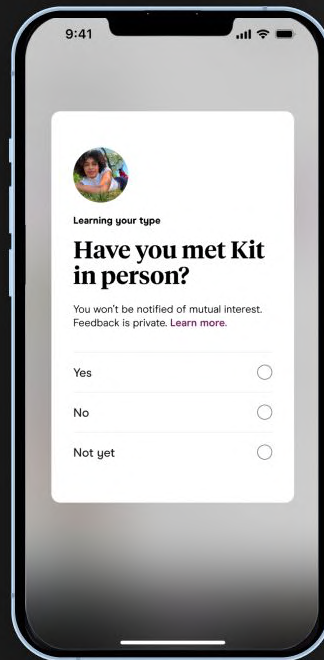 9:41
Learning your type
Have you met Kit
in person?
You won't be notified of mutual interest.
Feedback is private. Learn more.
Yes
No
Not yet